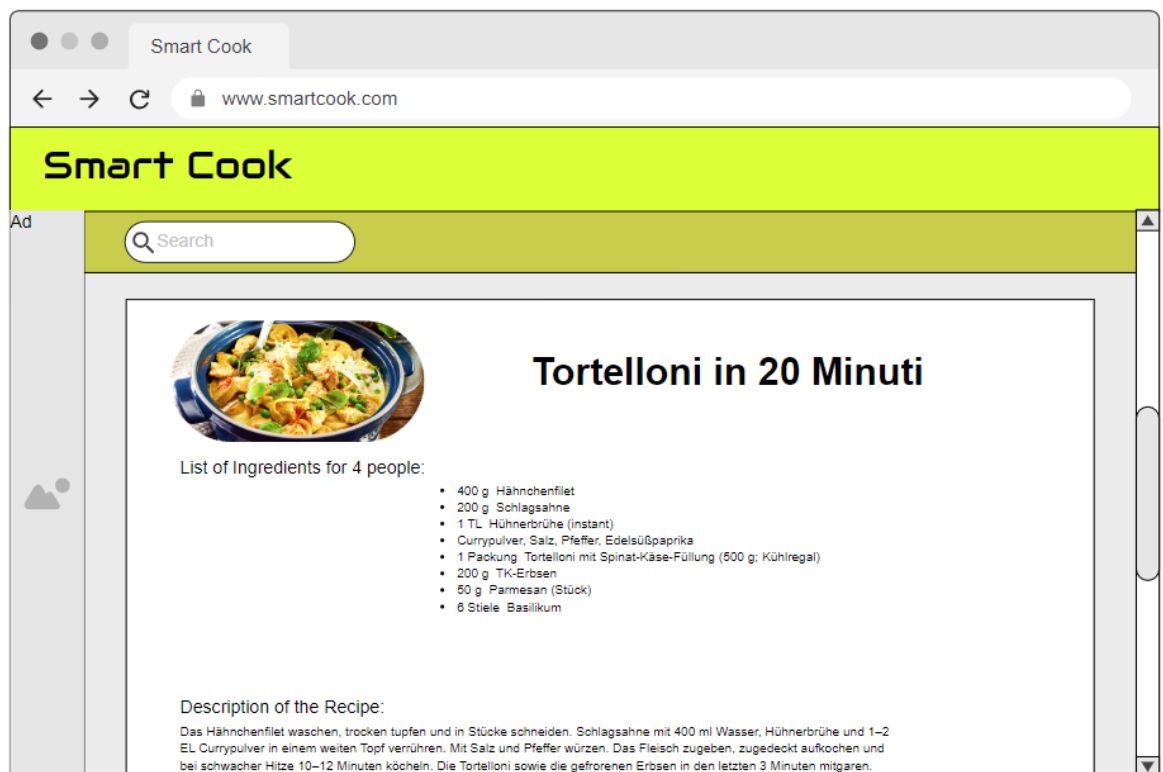 Smart Cook
www.smartcook.com
Smart Cook
Ad
Search
Tortelloni in 20 Minuti
List of Ingredients for 4 people:
• 400 g Hähnchenfilet
• 200 g Schlagsahne
• 1 TL Hühnerbrühe (instant)
• Currypulver, Salz, Pfeffer, Edelsüßpaprika
• 1 Packung Tortelloni mit Spinat-Käse-Füllung (500 g; Kühlregal)
• 200 g TK-Erbsen
• 50 g Parmesan (Stück)
• 6 Stiele Basilikum
Description of the Recipe:
Das Hähnchenfilet waschen, trocken tupfen und in Stücke schneiden. Schlagsahne mit 400 ml Wasser, Hühnerbrühe und 1–2
EL Currypulver in einem weiten Topf verrühren. Mit Salz und Pfeffer würzen. Das Fleisch zugeben, zugedeckt aufkochen und
bei schwacher Hitze 10–12 Minuten köcheln. Die Tortelloni sowie die gefrorenen Erbsen in den letzten 3 Minuten mitgaren.